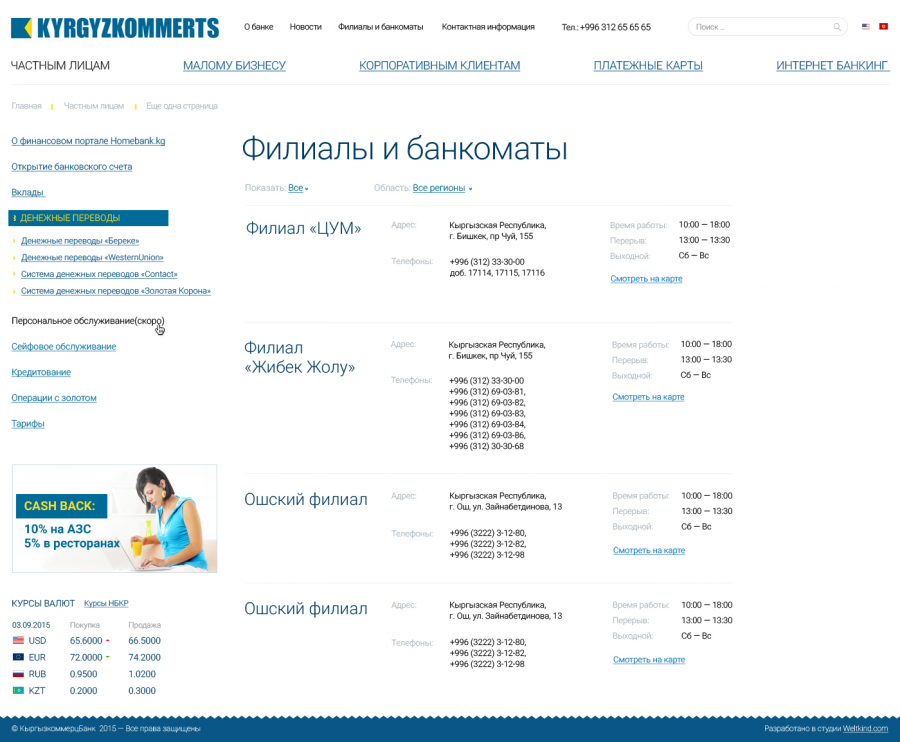 KYRGYZKOMMERTS
О банке
Новости
Филиалы и банкоматы
Контактная информация
Тел.: +996 312 65 65 65
Поиск ...
ЧАСТНЫМ ЛИЦАМ
МАЛОМУ БИЗНЕСУ
КОРПОРАТИВНЫМ КЛИЕНТАМ
ПЛАТЕЖНЫЕ КАРТЫ
ИНТЕРНЕТ БАНКИНГ
Главная
Частным лицам
Еще одна страница
О финансовом портале Homebank.kg
Открытие банковского счета
Вклады
ДЕНЕЖНЫЕ ПЕРЕВОДЫ
Денежные переводы «Береке»
Денежные переводы «WesternUnion»
Система денежных переводов «Contact»
Система денежных переводов «Золотая Корона»
Персональное обслуживание(скоро)
Сейфовое обслуживание
Кредитование
Операции с золотом
Тарифы
CASH BACK:
10% на АЗС
5% в ресторанах
КУРСЫ ВАЛЮТ Курсы НБКР
03.09.2015 Покупка Продажа
USD 65.6000 66.5000
EUR 72.0000 74.2000
RUB 0.9500 1.0200
KZT 0.2000 0.3000
Филиалы и банкоматы
Показать: Все
Область: Все регионы
Филиал «ЦУМ»
Адрес:
Кыргызская Республика,
г. Бишкек, пр Чуй, 155
Телефоны:
+996 (312) 33-30-00
доб. 17114, 17115, 17116
Время работы: 10:00 — 18:00
Перерыв: 13:00 — 13:30
Выходной: Сб — Вс
Смотреть на карте
Филиал
«Жибек Жолу»
Адрес:
Кыргызская Республика,
г. Бишкек, пр Чуй, 155
Телефоны:
+996 (312) 33-30-00
+996 (312) 69-03-81,
+996 (312) 69-03-82,
+996 (312) 69-03-83,
+996 (312) 69-03-84,
+996 (312) 69-03-86,
+996 (312) 30-30-68
Время работы: 10:00 — 18:00
Перерыв: 13:00 — 13:30
Выходной: Сб — Вс
Смотреть на карте
Ошский филиал
Адрес:
Кыргызская Республика,
г. Ош, ул. Зайнабетдинова, 13
Телефоны:
+996 (3222) 3-12-80,
+996 (3222) 3-12-82,
+996 (3222) 3-12-98
Время работы: 10:00 — 18:00
Перерыв: 13:00 — 13:30
Выходной: Сб — Вс
Смотреть на карте
Ошский филиал
Адрес:
Кыргызская Республика,
г. Ош, ул. Зайнабетдинова, 13
Телефоны:
+996 (3222) 3-12-80,
+996 (3222) 3-12-82,
+996 (3222) 3-12-98
Время работы: 10:00 — 18:00
Перерыв: 13:00 — 13:30
Выходной: Сб — Вс
Смотреть на карте
© КыргызкоммерцБанк 2015 — Все права защищены
Разработано в студии Weltkind.com